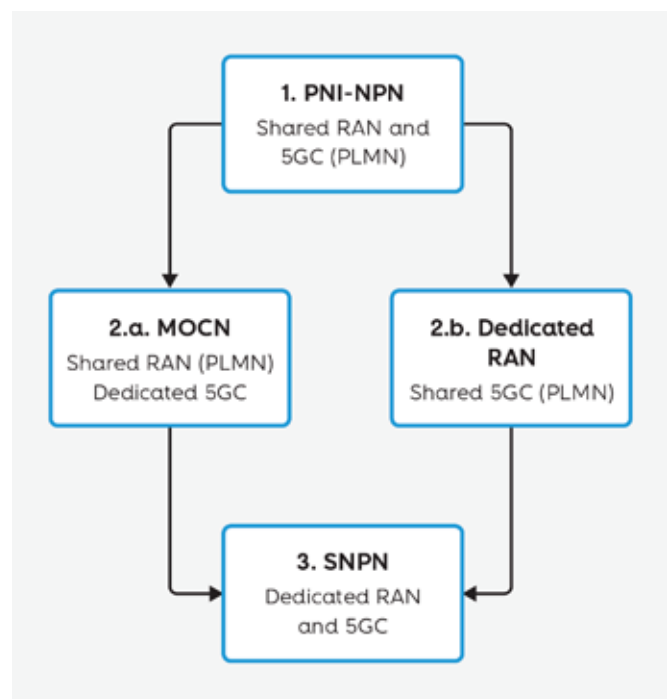 1. PNI-NPN
Shared RAN and
5GC (PLMN)
2.a. MOCN
Shared RAN (PLMN)
Dedicated 5GC
2.b. Dedicated
RAN
Shared 5GC (PLMN)
3. SNPN
Dedicated RAN
and 5GC